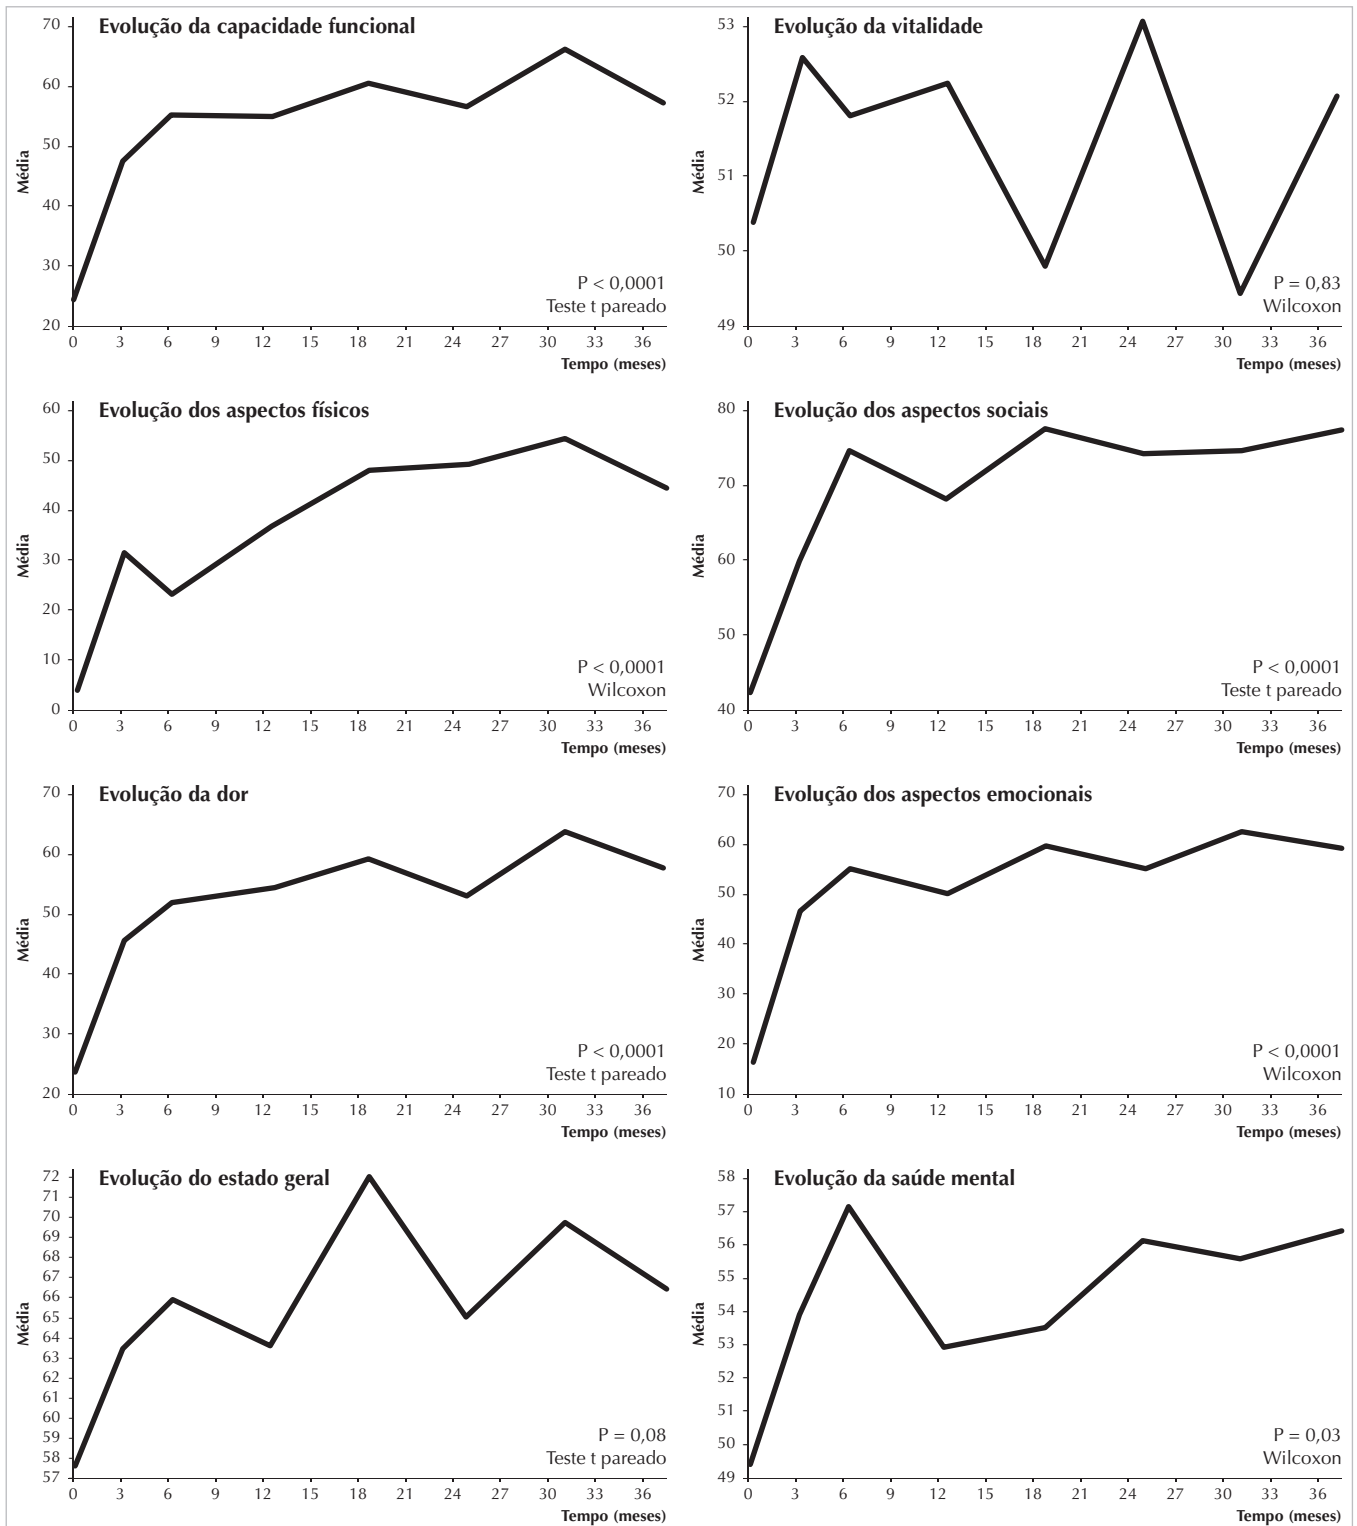 Evolução da capacidade funcional
70
60
50
40
30
20
Média
P < 0,0001
Teste t pareado
0 3 6 9 12 15 18 21 24 27 30 33 36
Tempo (meses)
Evolução da vitalidade
53
52
51
50
49
Média
P = 0,83
Wilcoxon
0 3 6 9 12 15 18 21 24 27 30 33 36
Tempo (meses)
Evolução dos aspectos físicos
60
50
40
30
20
10
0
Média
P < 0,0001
Wilcoxon
0 3 6 9 12 15 18 21 24 27 30 33 36
Tempo (meses)
Evolução dos aspectos sociais
80
70
60
50
40
Média
P < 0,0001
Teste t pareado
0 3 6 9 12 15 18 21 24 27 30 33 36
Tempo (meses)
Evolução da dor
70
60
50
40
30
20
Média
P < 0,0001
Teste t pareado
0 3 6 9 12 15 18 21 24 27 30 33 36
Tempo (meses)
Evolução dos aspectos emocionais
70
60
50
40
30
20
10
Média
P < 0,0001
Wilcoxon
0 3 6 9 12 15 18 21 24 27 30 33 36
Tempo (meses)
Evolução do estado geral
72
71
70
69
68
67
66
65
64
63
62
61
60
59
58
57
Média
P = 0,08
Teste t pareado
0 3 6 9 12 15 18 21 24 27 30 33 36
Tempo (meses)
Evolução da saúde mental
58
57
56
55
54
53
52
51
50
49
Média
P = 0,03
Wilcoxon
0 3 6 9 12 15 18 21 24 27 30 33 36
Tempo (meses)